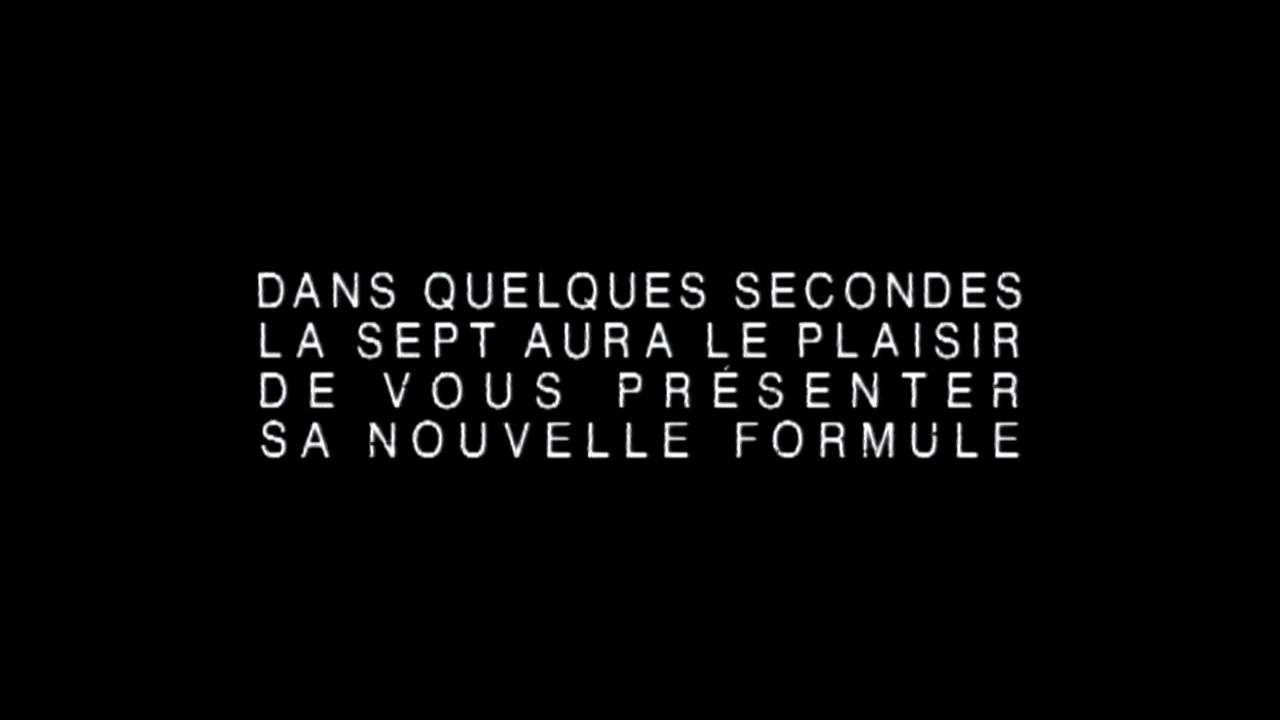 DANS QUELQUES SECONDES
LA SEPT AURA LE PLAISIR
DE VOUS PRÉSENTER
SA NOUVELLE FORMULE